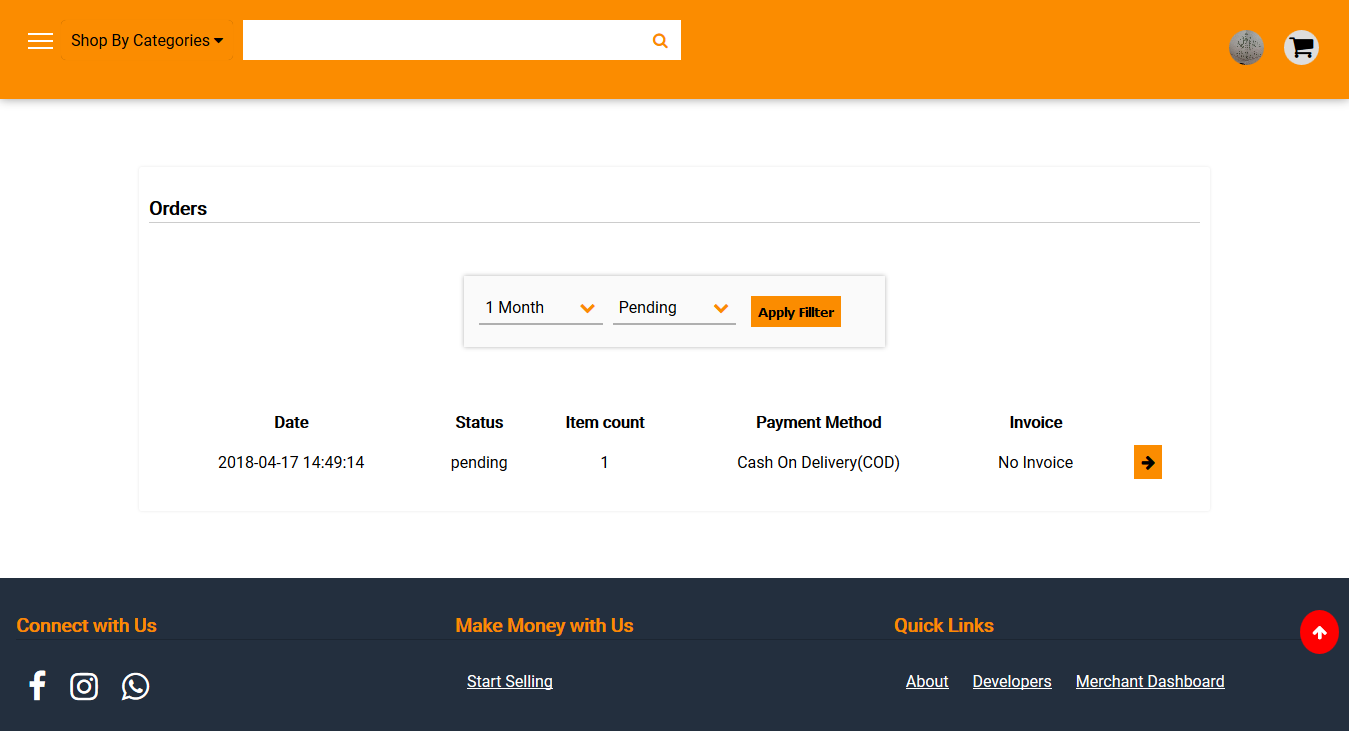 Shop By Categories
Orders
1 Month Pending Apply Fillter
Date Status Item count Payment Method Invoice
2018-04-17 14:49:14 pending 1 Cash On Delivery(COD) No Invoice
Connect with Us Make Money with Us Quick Links
Start Selling About Developers Merchant Dashboard